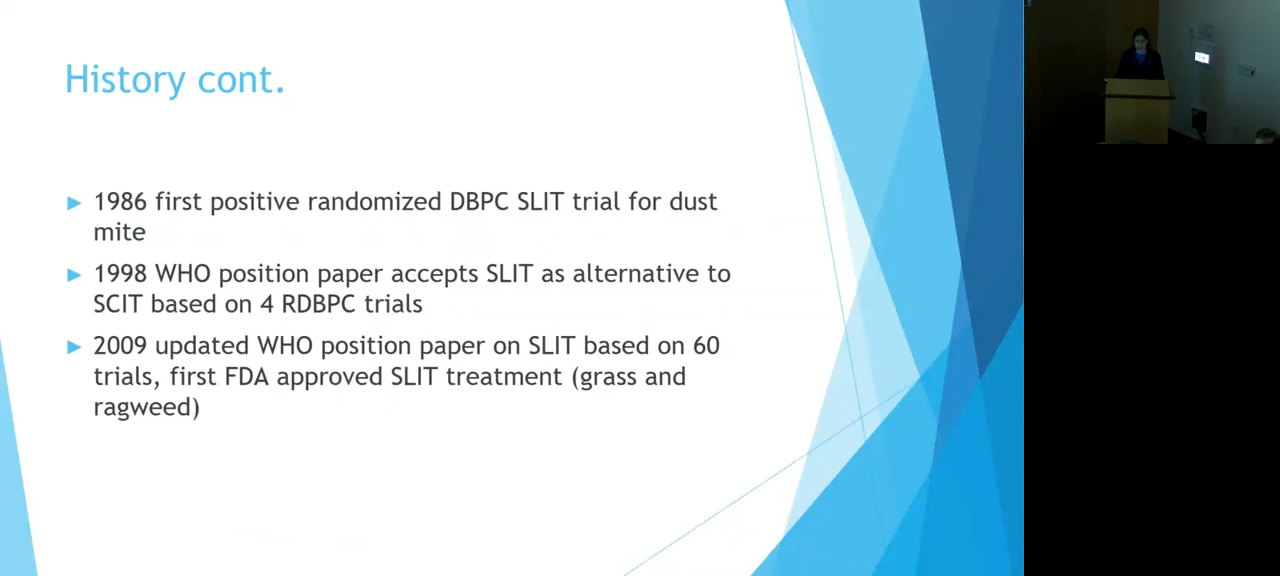 History cont.
1986 first positive randomized DBPC SLIT trial for dust
mite
1998 WHO position paper accepts SLIT as alternative to
SCIT based on 4 RDBPC trials
2009 updated WHO position paper on SLIT based on 60
trials, first FDA approved SLIT treatment (grass and
ragweed)